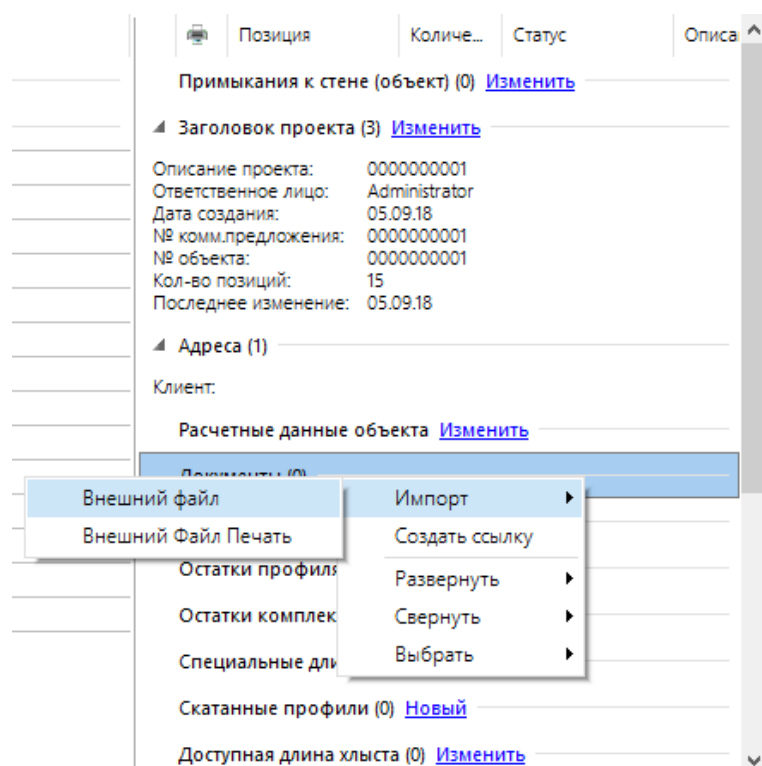 Позиция Количе... Статус Описа
Примыкания к стене (объект) (0) Изменить
Заголовок проекта (3) Изменить
Описание проекта: 0000000001
Ответственное лицо: Administrator
Дата создания: 05.09.18
№ комм.предложения: 0000000001
№ объекта: 0000000001
Кол-во позиций: 15
Последнее изменение: 05.09.18
Адреса (1)
Клиент:
Расчетные данные объекта Изменить
Документы (0)
Внешний файл Импорт
Внешний Файл Печать Создать ссылку
Остатки профиля Развернуть
Остатки комплек Свернуть
Специальные дли Выбрать
Скатанные профили (0) Новый
Доступная длина хлыста (0) Изменить